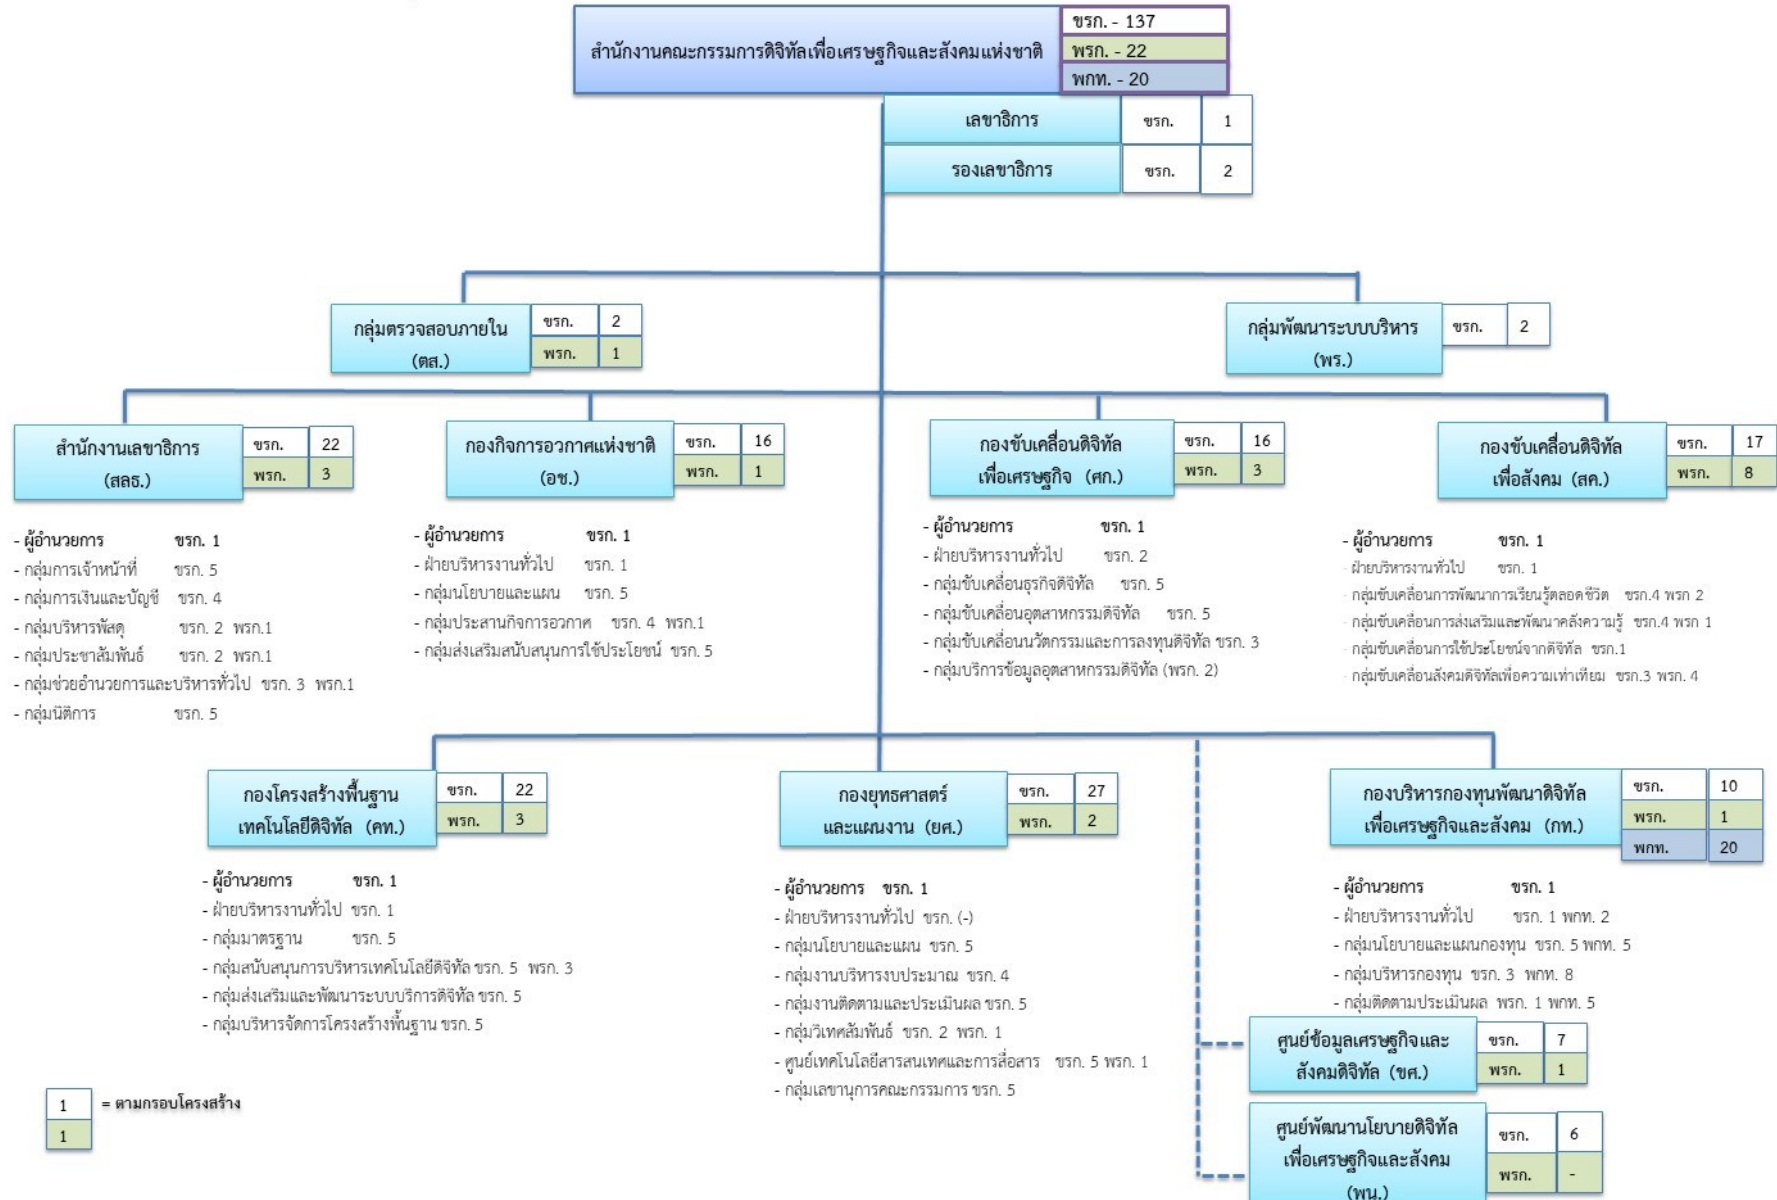 สำนักงานคณะกรรมการดิจิทัลเพื่อเศรษฐกิจและสังคมแห่งชาติ
ขรก. - 137
พรก. - 22
พกท. - 20
เลขาธิการ ขรก. 1
รองเลขาธิการ ขรก. 2
กลุ่มตรวจสอบภายใน
(ตส.)
ขรก. 2
พรก. 1
กลุ่มพัฒนาระบบบริหาร
(พร.)
ขรก. 2
สำนักงานเลขาธิการ
(สลธ.)
ขรก. 22
พรก. 3
- ผู้อำนวยการ ขรก. 1
- กลุ่มการเจ้าหน้าที่ ขรก. 5
- กลุ่มการเงินและบัญชี ขรก. 4
- กลุ่มบริหารพัสดุ ขรก. 2 พรก.1
- กลุ่มประชาสัมพันธ์ ขรก. 2 พรก.1
- กลุ่มช่วยอำนวยการและบริหารทั่วไป ขรก. 3 พรก.1
- กลุ่มนิติการ ขรก. 5
กองกิจการอวกาศแห่งชาติ
(อช.)
ขรก. 16
พรก. 1
- ผู้อำนวยการ ขรก. 1
- ฝ่ายบริหารงานทั่วไป ขรก. 1
- กลุ่มนโยบายและแผน ขรก. 5
- กลุ่มประสานกิจการอวกาศ ขรก. 4 พรก.1
- กลุ่มส่งเสริมสนับสนุนการใช้ประโยชน์ ขรก. 5
กองขับเคลื่อนดิจิทัล
เพื่อเศรษฐกิจ (ศก.)
ขรก. 16
พรก. 3
- ผู้อำนวยการ ขรก. 1
- ฝ่ายบริหารงานทั่วไป ขรก. 2
- กลุ่มขับเคลื่อนธุรกิจดิจิทัล ขรก. 5
- กลุ่มขับเคลื่อนอุตสาหกรรมดิจิทัล ขรก. 5
- กลุ่มขับเคลื่อนนวัตกรรมและการลงทุนดิจิทัล ขรก. 3
- กลุ่มบริการข้อมูลอุตสาหกรรมดิจิทัล (พรก. 2)
กองขับเคลื่อนดิจิทัล
เพื่อสังคม (สค.)
ขรก. 17
พรก. 8
- ผู้อำนวยการ ขรก. 1
- ฝ่ายบริหารงานทั่วไป ขรก. 1
- กลุ่มขับเคลื่อนการพัฒนาการเรียนรู้ตลอดชีวิต ขรก.4 พรก 2
- กลุ่มขับเคลื่อนการส่งเสริมและพัฒนาคลังความรู้ ขรก.4 พรก 1
- กลุ่มขับเคลื่อนการใช้ประโยชน์จากดิจิทัล ขรก.1
- กลุ่มขับเคลื่อนสังคมดิจิทัลเพื่อความเท่าเทียม ขรก.3 พรก. 4
กองโครงสร้างพื้นฐาน
เทคโนโลยีดิจิทัล (คท.)
ขรก. 22
พรก. 3
- ผู้อำนวยการ ขรก. 1
- ฝ่ายบริหารงานทั่วไป ขรก. 1
- กลุ่มมาตรฐาน ขรก. 5
- กลุ่มสนับสนุนการบริหารเทคโนโลยีดิจิทัล ขรก. 5 พรก. 3
- กลุ่มส่งเสริมและพัฒนาระบบบริการดิจิทัล ขรก. 5
- กลุ่มบริหารจัดการโครงสร้างพื้นฐาน ขรก. 5
กองยุทธศาสตร์
และแผนงาน (ยศ.)
ขรก. 27
พรก. 2
- ผู้อำนวยการ ขรก. 1
- ฝ่ายบริหารงานทั่วไป ขรก. (-)
- กลุ่มนโยบายและแผน ขรก. 5
- กลุ่มงานบริหารงบประมาณ ขรก. 4
- กลุ่มงานติดตามและประเมินผล ขรก. 5
- กลุ่มวิเทศสัมพันธ์ ขรก. 2 พรก. 1
- ศูนย์เทคโนโลยีสารสนเทศและการสื่อสาร ขรก. 5 พรก. 1
- กลุ่มเลขานุการคณะกรรมการ ขรก. 5
กองบริหารกองทุนพัฒนาดิจิทัล
เพื่อเศรษฐกิจและสังคม (กท.)
ขรก. 10
พรก. 1
พกท. 20
- ผู้อำนวยการ ขรก. 1
- ฝ่ายบริหารงานทั่วไป ขรก. 1 พกท. 2
- กลุ่มนโยบายและแผนกองทุน ขรก. 5 พกท. 5
- กลุ่มบริหารกองทุน ขรก. 3 พกท. 8
- กลุ่มติดตามประเมินผล พรก. 1 พกท. 5
ศูนย์ข้อมูลเศรษฐกิจและ
สังคมดิจิทัล (ขศ.)
ขรก. 7
พรก. 1
ศูนย์พัฒนานโยบายดิจิทัล
เพื่อเศรษฐกิจและสังคม
(พน.)
ขรก. 6
พรก. -
1 = ตามกรอบโครงสร้าง
1